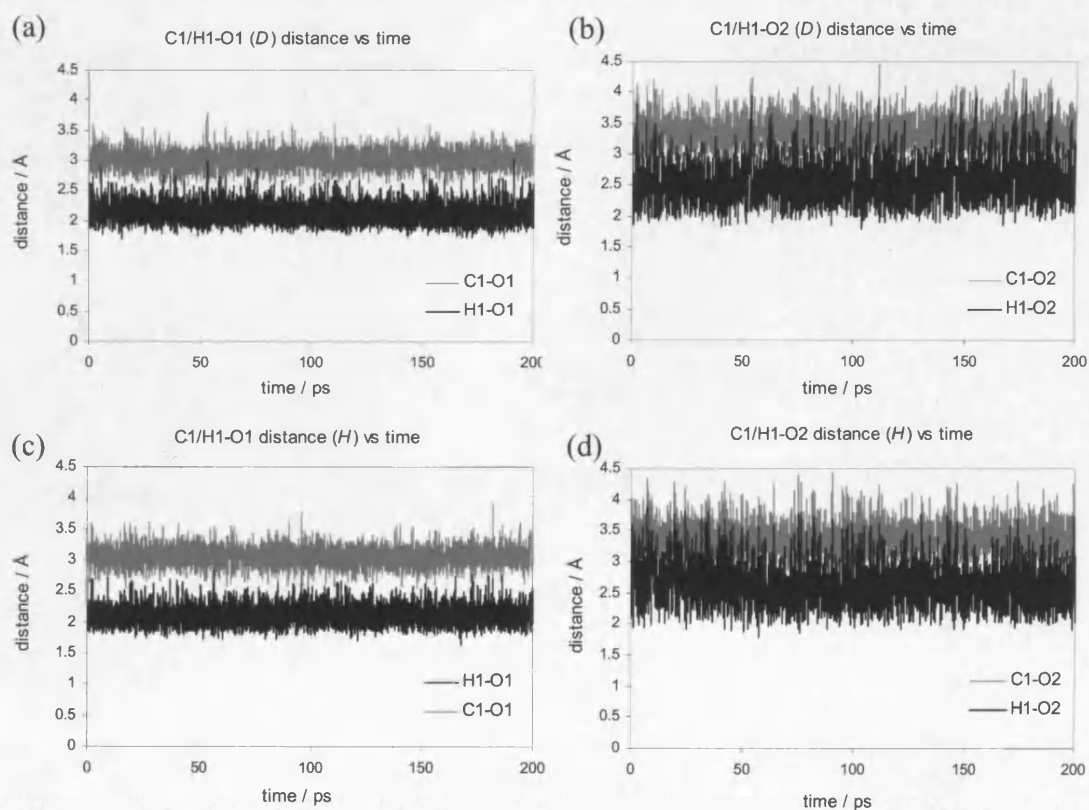 (a)
C1/H1-O1 (D) distance vs time
4.5
4
3.5
3
2.5
2
1.5
1
0.5
0
distance / Å
C1-O1
H1-O1
0 50 100 150 200
time / ps
(b)
C1/H1-O2 (D) distance vs time
4.5
4
3.5
3
2.5
2
1.5
1
0.5
0
distance / Å
C1-O2
H1-O2
0 50 100 150 200
time / ps
(c)
C1/H1-O1 distance (H) vs time
4.5
4
3.5
3
2.5
2
1.5
1
0.5
0
distance / Å
H1-O1
C1-O1
0 50 100 150 200
time / ps
(d)
C1/H1-O2 distance (H) vs time
4.5
4
3.5
3
2.5
2
1.5
1
0.5
0
distance / Å
C1-O2
H1-O2
0 50 100 150 200
time / ps